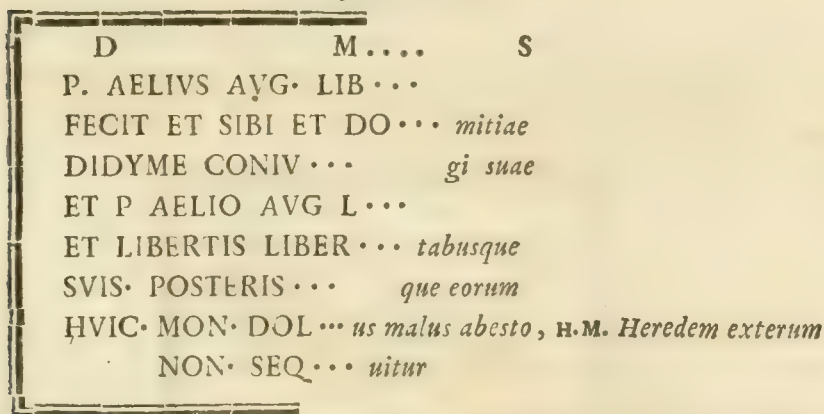 D M.... S
P. AELIVS AVG· LIB···
FECIT ET SIBI ET DO··· mitiae
DIDYME CONIV··· gi suae
ET P AELIO AVG L···
ET LIBERTIS LIBER··· tabusque
SVIS· POSTERIS··· que eorum
HVIC· MON· DOL··· us malus abesto, H.M. Heredem exterum
NON· SEQ··· uitur